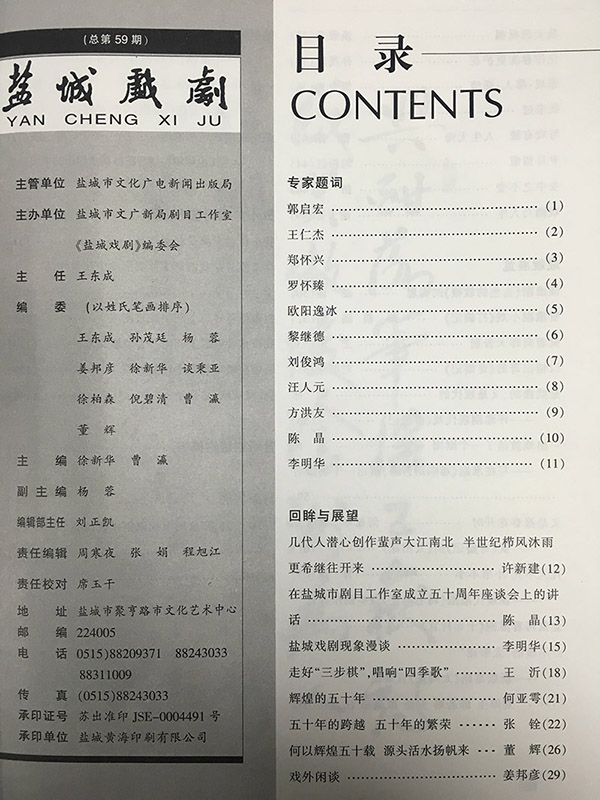 (总第59期)
盐城戏剧
YAN CHENG XI JU
主管单位 盐城市文化广电新闻出版局
主办单位 盐城市文广新局剧目工作室
《盐城戏剧》编委会
主 任 王东成
编 委 (以姓氏笔画排序)
王东成 孙茂廷 杨 蓉
姜邦彦 徐新华 谈秉亚
徐柏森 倪碧清 曹 瀛
董 辉
主 编 徐新华 曹 瀛
副主编 杨 蓉
编辑部主任 刘正凯
责任编辑 周寒夜 张 娟 程旭江
责任校对 席玉干
地 址 盐城市聚亨路市文化艺术中心
邮 编 224005
电 话 0515)88209371 88243033
88311009
传 真 (0515)88243033
承印证号 苏出准印JSE-0004491号
承印单位 盐城黄海印刷有限公司
目 录
CONTENTS
专家题词
郭启宏 ………………………… (1)
王仁杰 ………………………… (2)
郑怀兴 ………………………… (3)
罗怀臻 ………………………… (4)
欧阳逸冰 ……………………… (5)
黎继德 ………………………… (6)
刘俊鸿 ………………………… (7)
汪人元 ………………………… (8)
方洪友 ………………………… (9)
陈 晶 ………………………… (10)
李明华 ………………………… (11)
回眸与展望
几代人潜心创作蜚声大江南北 半世纪栉风沐雨
更希继往开来 …………… 许新建(12)
在盐城市剧目工作室成立五十周年座谈会上的讲
话 ………………………… 陈 晶(13)
盐城戏剧现象漫谈 ……… 李明华(15)
走好“三步棋”,唱响“四季歌” …… 王 沂(18)
辉煌的五十年 …………… 何亚雩(21)
五十年的跨越 五十年的繁荣 …… 张 铨(22)
何以辉煌五十载 源头活水扬帆来 … 董 辉(26)
戏外闲谈 ………………… 姜邦彦(29)